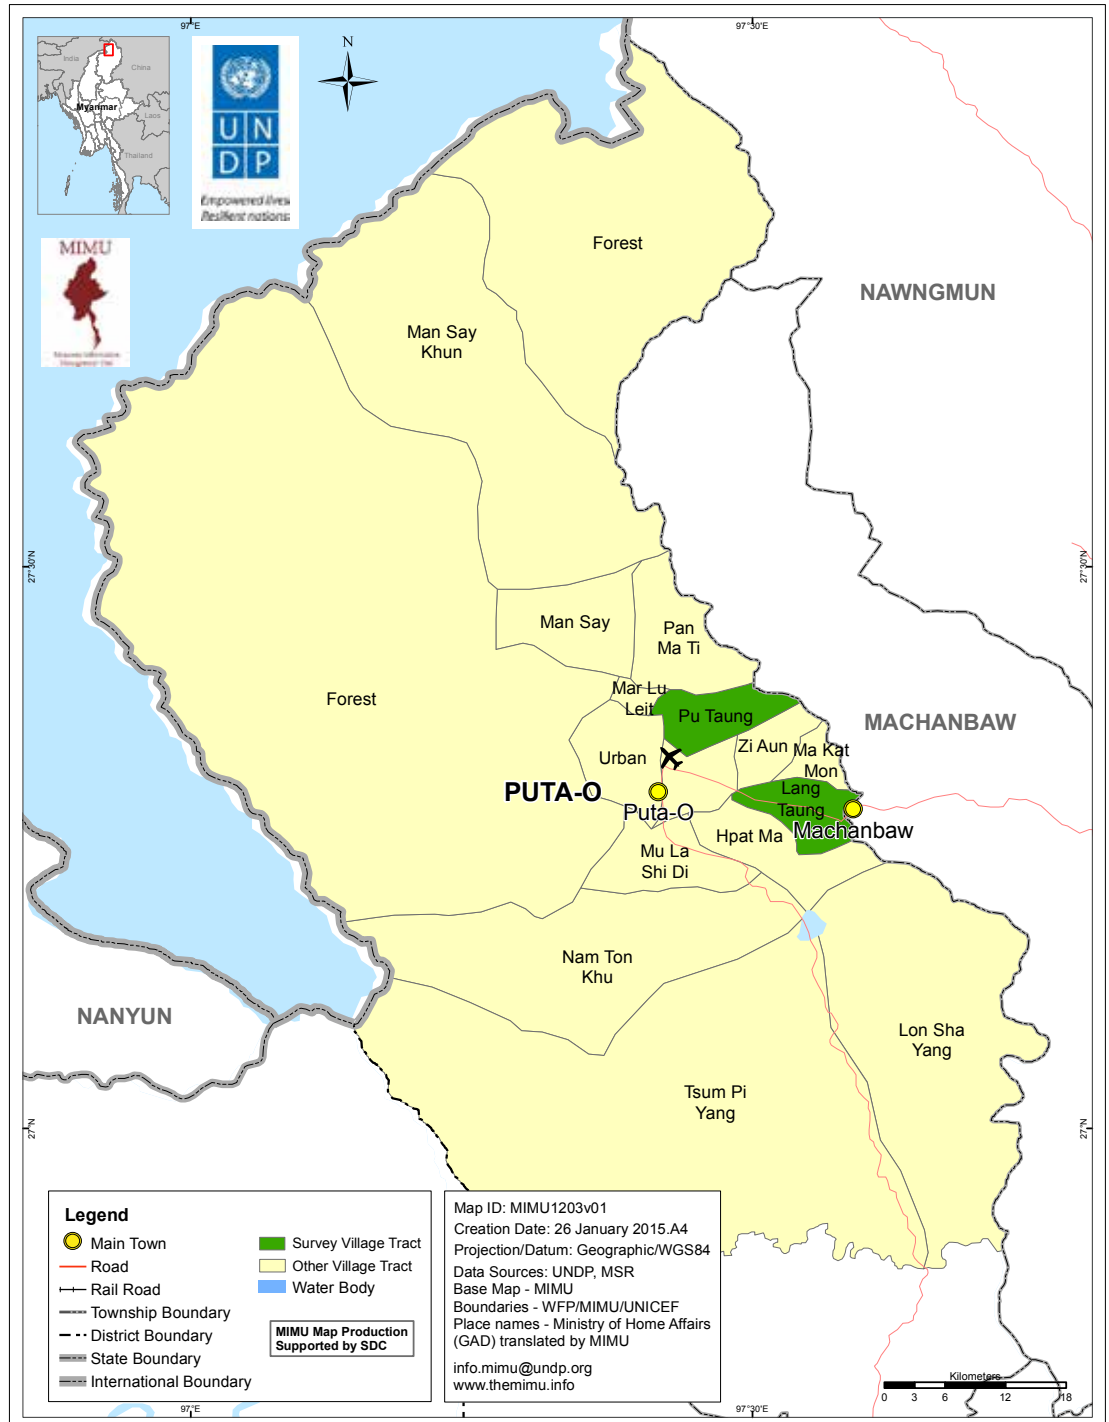 97°E
97°30'E
N
India
China
Myanmar
Laos
Thailand
UN
DP
Empowered lives
Resilient nations
MIMU
Forest
NAWNGMUN
Man Say
Khun
27°30'N
27°30'N
Man Say
Pan
Ma Ti
Forest
Mar Lu
Leit
Pu Taung
MACHANBAW
Urban
Zi Aun
Ma Kat
Mon
PUTA-O
Puta-O
Lang
Taung
Machanbaw
Hpat Ma
Mu La
Shi Di
Nam Ton
Khu
NANYUN
Lon Sha
Yang
Tsum Pi
Yang
27°N
27°N
Legend
Main Town
Road
Rail Road
Township Boundary
District Boundary
State Boundary
International Boundary
Survey Village Tract
Other Village Tract
Water Body
MIMU Map Production
Supported by SDC
Map ID: MIMU1203v01
Creation Date: 26 January 2015.A4
Projection/Datum: Geographic/WGS84
Data Sources: UNDP, MSR
Base Map - MIMU
Boundaries - WFP/MIMU/UNICEF
Place names - Ministry of Home Affairs
(GAD) translated by MIMU
info.mimu@undp.org
www.themimu.info
Kilometers
0 3 6 12 18
97°E
97°30'E